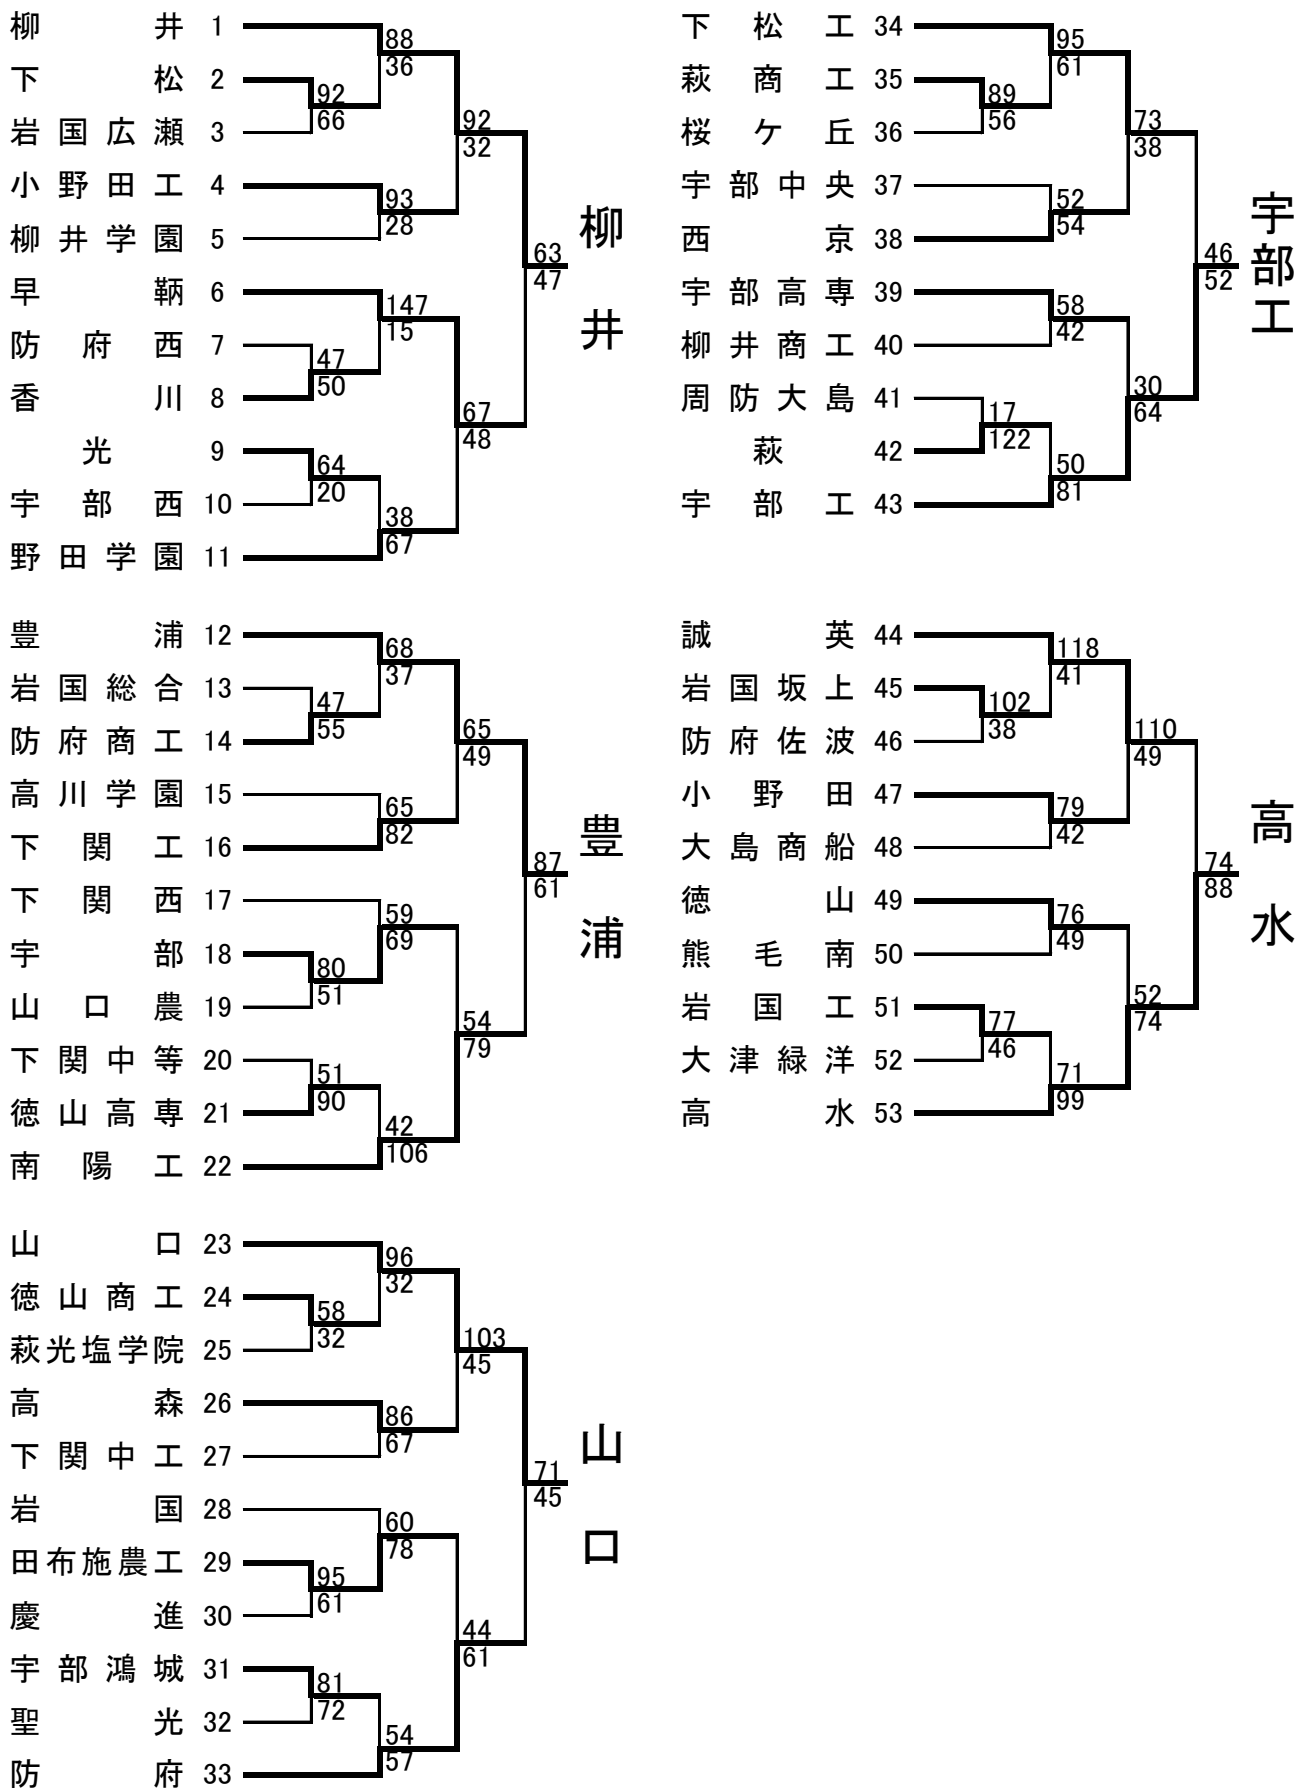 柳井 1
88
36
下松 2
92
66
岩国広瀬 3
92
32
小野田工 4
93
28
柳井学園 5
63
47
柳井
早鞆 6
147
15
防府西 7
47
50
香川 8
67
48
光 9
64
20
宇部西 10
38
67
野田学園 11
豊浦 12
68
37
岩国総合 13
47
55
防府商工 14
65
49
高川学園 15
65
82
下関工 16
87
61
豊浦
下関西 17
59
69
宇部 18
80
51
山口農 19
54
79
下関中等 20
51
90
徳山高専 21
42
106
南陽工 22
山口 23
96
32
徳山商工 24
58
32
萩光塩学院 25
103
45
高森 26
86
67
下関中工 27
71
45
山口
岩国 28
60
78
田布施農工 29
95
61
慶進 30
44
61
宇部鴻城 31
81
72
聖光 32
54
57
防府 33
下松工 34
95
61
萩商工 35
89
56
桜ケ丘 36
73
38
宇部中央 37
52
54
西京 38
46
52
宇部工
宇部高専 39
58
42
柳井商工 40
30
64
周防大島 41
17
122
萩 42
50
81
宇部工 43
誠英 44
118
41
岩国坂上 45
102
38
防府佐波 46
110
49
小野田 47
79
42
大島商船 48
74
88
高水
徳山 49
76
49
熊毛南 50
52
74
岩国工 51
77
46
大津緑洋 52
71
99
高水 53